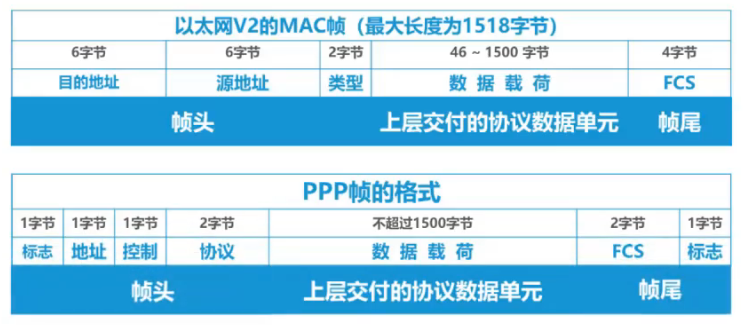 以太网V2的MAC帧（最大长度为1518字节）
6字节 6字节 2字节 46 ~ 1500 字节 4字节
目的地址 源地址 类型 数 据 载 荷 FCS
帧头 上层交付的协议数据单元 帧尾
PPP帧的格式
1字节 1字节 1字节 2字节 不超过1500字节 2字节 1字节
标志 地址 控制 协议 数 据 载 荷 FCS 标志
帧头 上层交付的协议数据单元 帧尾